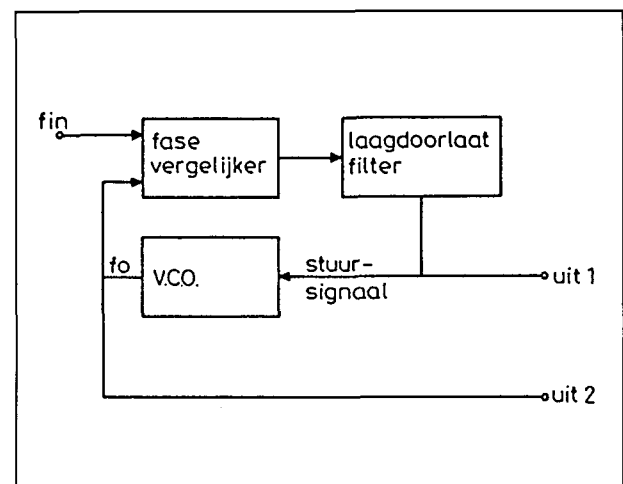 fin
fase
vergelijker
laagdoorlaat
filter
fo
V.C.O.
stuur-
signaal
uit 1
uit 2